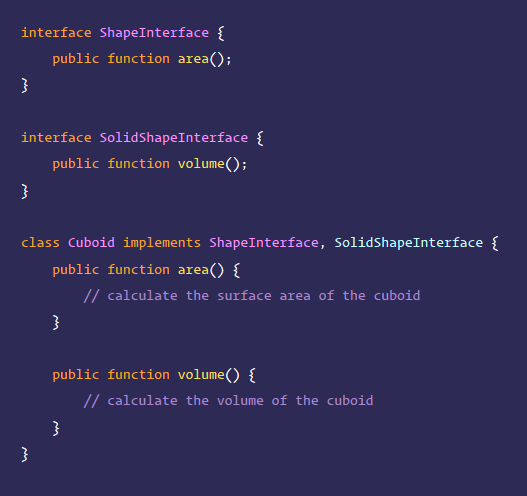 interface ShapeInterface {
    public function area();
}

interface SolidShapeInterface {
    public function volume();
}

class Cuboid implements ShapeInterface, SolidShapeInterface {
    public function area() {
        // calculate the surface area of the cuboid
    }

    public function volume() {
        // calculate the volume of the cuboid
    }
}